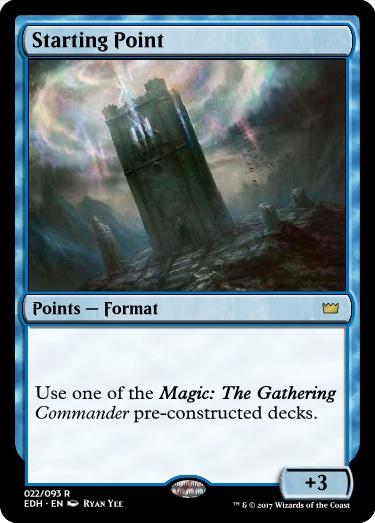 Starting Point
Points — Format
Use one of the Magic: The Gathering
Commander pre-constructed decks.
+3
022/093 R
EDH • EN Ryan Yee
™ & © 2017 Wizards of the Coast